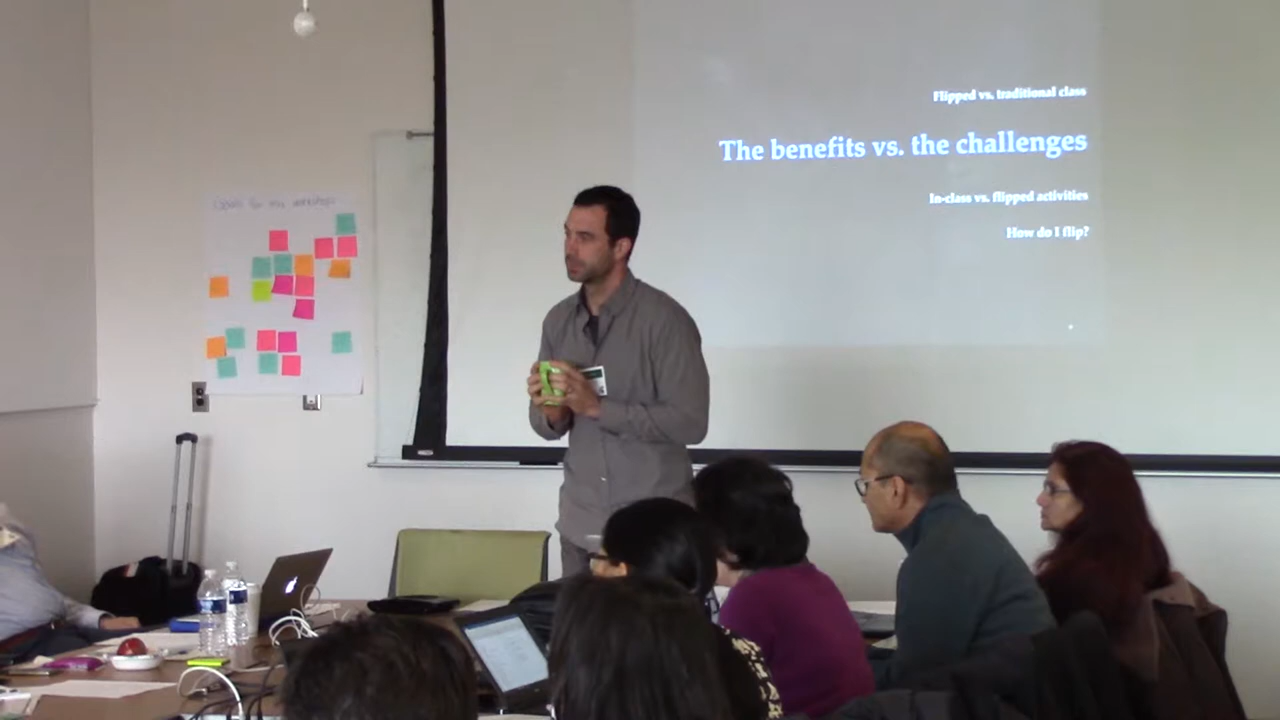 Flipped vs. traditional class
The benefits vs. the challenges
In-class vs. flipped activities
How do I flip?